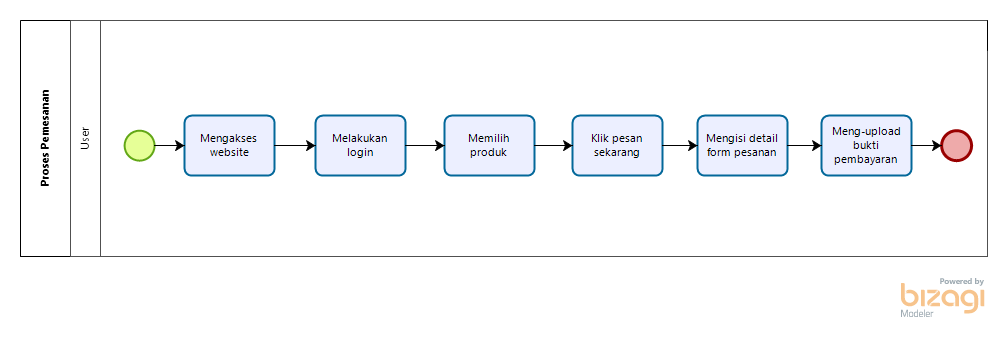 Proses Pemesanan
User
Mengakses
website
Melakukan
login
Memilih
produk
Klik pesan
sekarang
Mengisi detail
form pesanan
Meng-upload
bukti
pembayaran
Powered by
bizagi
Modeler